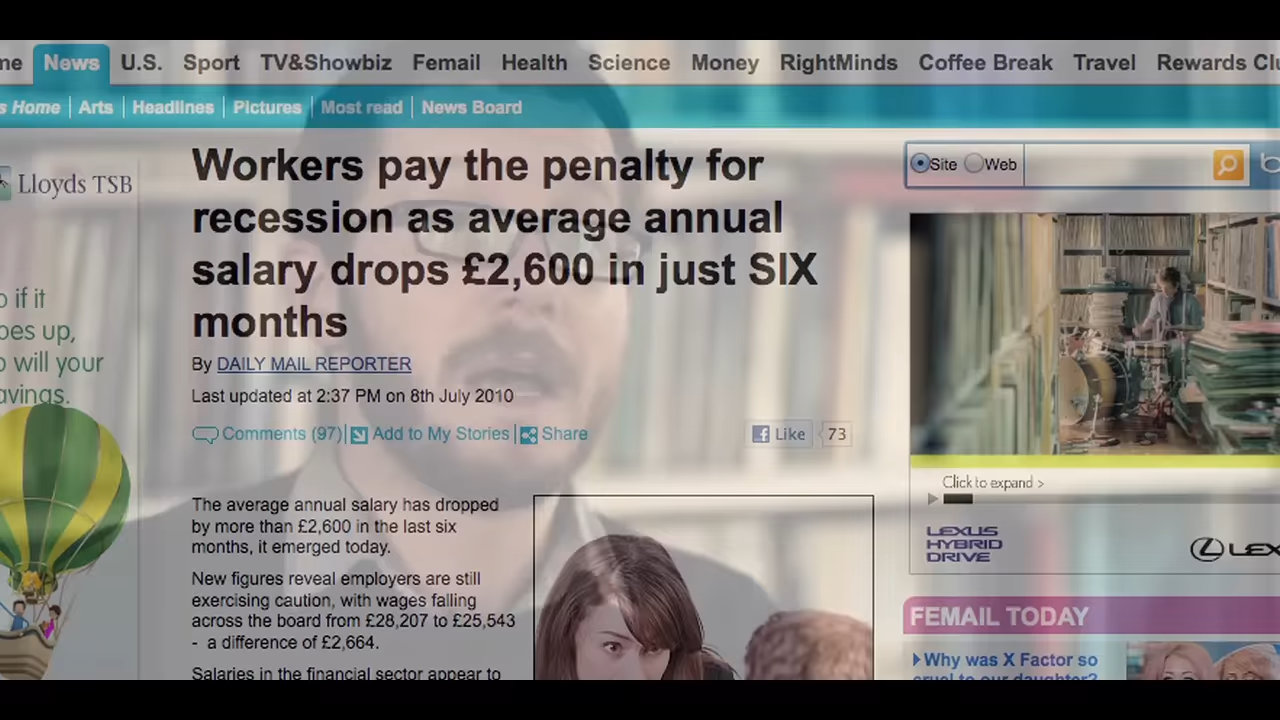 me News U.S. Sport TV&Showbiz Femail Health Science Money RightMinds Coffee Break Travel Rewards Clu
s Home Arts Headlines Pictures Most read News Board
Workers pay the penalty for
recession as average annual
salary drops £2,600 in just SIX
months
By DAILY MAIL REPORTER
Last updated at 2:37 PM on 8th July 2010
Comments (97) Add to My Stories Share
Like 73
The average annual salary has dropped
by more than £2,600 in the last six
months, it emerged today.
New figures reveal employers are still
exercising caution, with wages falling
across the board from £28,207 to £25,543
- a difference of £2,664.
Salaries in the financial sector appear to
Lloyds TSB
o if it
oes up,
o will your
avings.
Site Web
Click to expand >
LEXUS
HYBRID
DRIVE
LEX
FEMAIL TODAY
Why was X Factor so
cruel to our daughter?